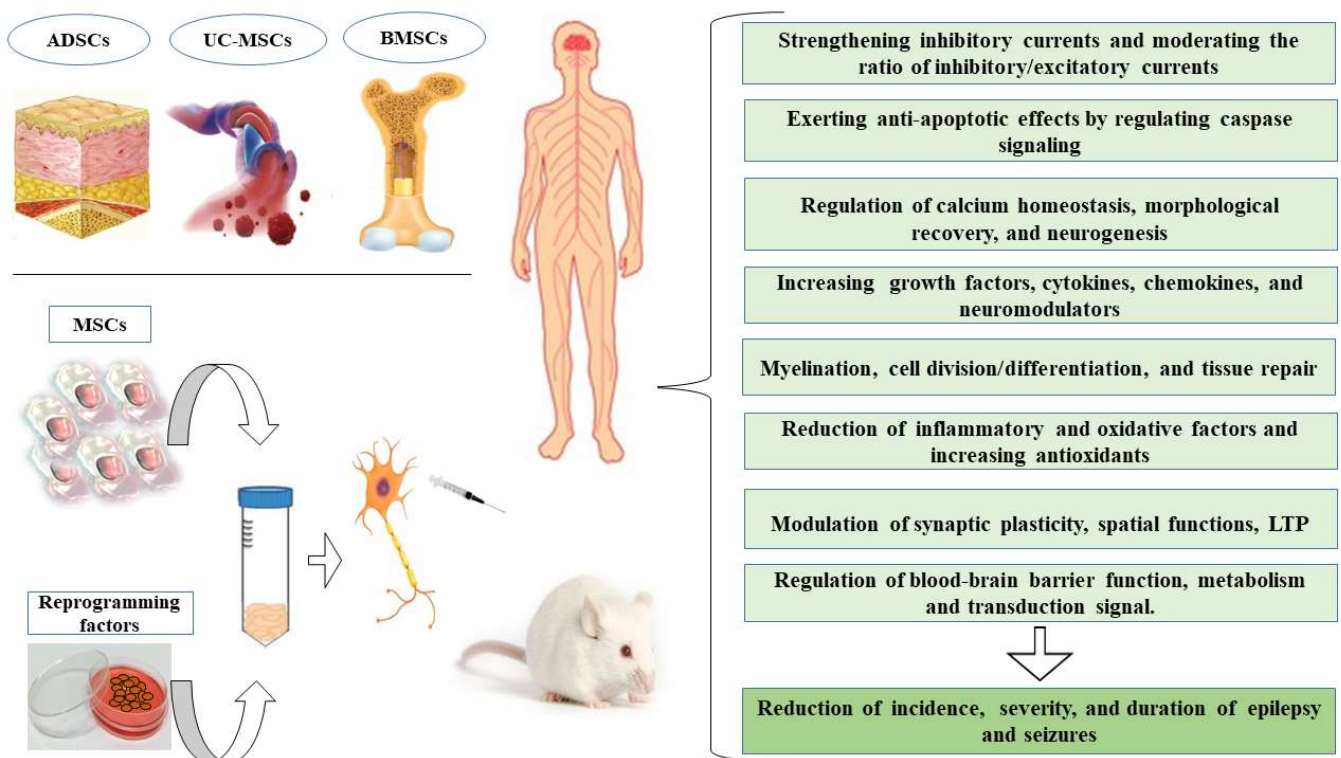 ADSCs
UC-MSCs
BMSCs
MSCs
Reprogramming
factors
Strengthening inhibitory currents and moderating the
ratio of inhibitory/excitatory currents
Exerting anti-apoptotic effects by regulating caspase
signaling
Regulation of calcium homeostasis, morphological
recovery, and neurogenesis
Increasing growth factors, cytokines, chemokines, and
neuromodulators
Myelination, cell division/differentiation, and tissue repair
Reduction of inflammatory and oxidative factors and
increasing antioxidants
Modulation of synaptic plasticity, spatial functions, LTP
Regulation of blood-brain barrier function, metabolism
and transduction signal.
Reduction of incidence, severity, and duration of epilepsy
and seizures